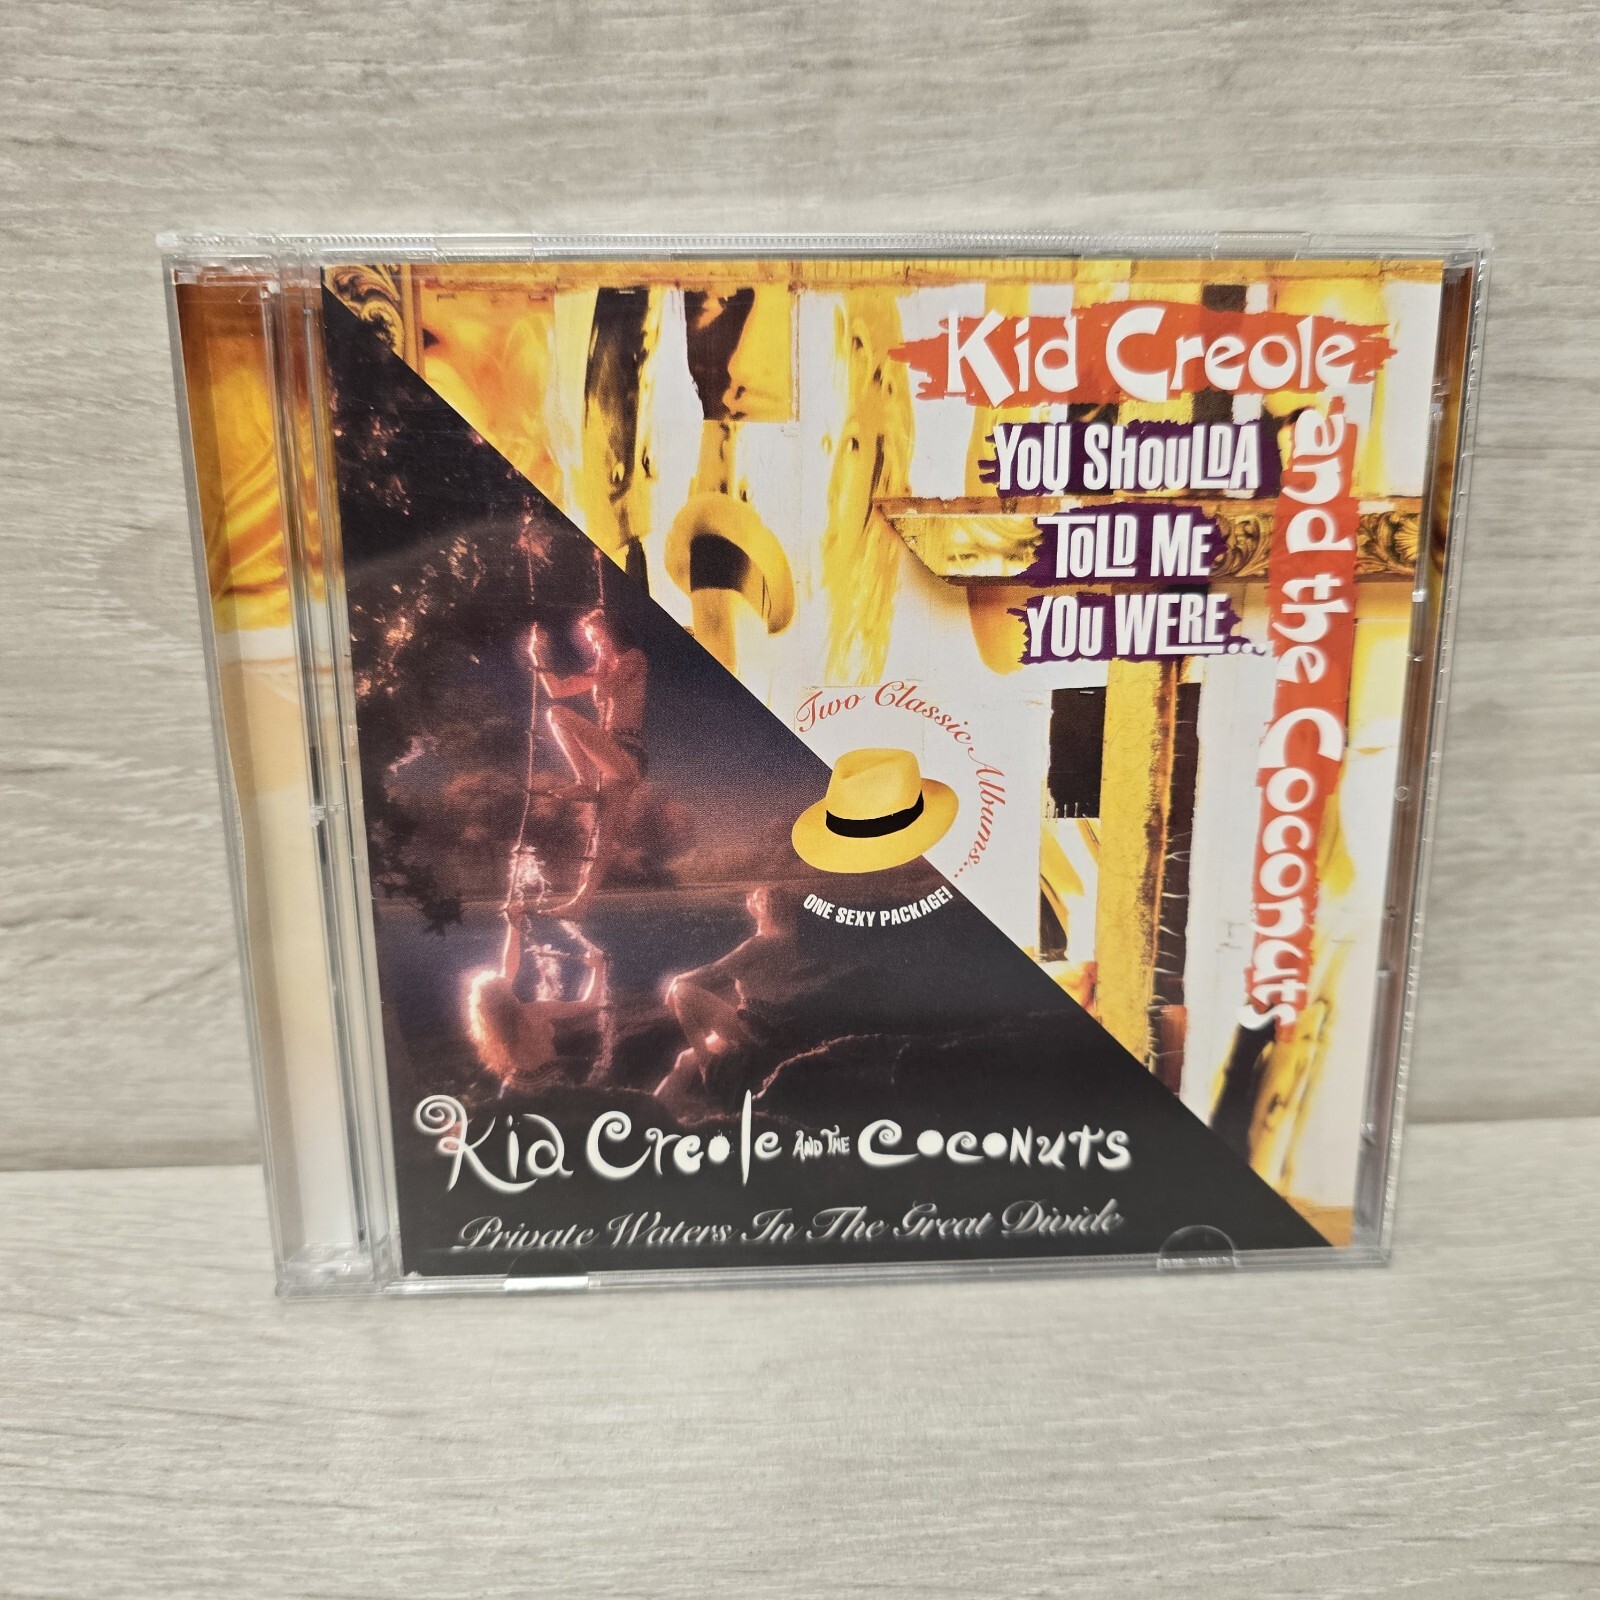 Kid Creole
and the Coconuts
YOU SHOULDA
TOLD ME
YOU WERE...
Two Classic Albums...
ONE SEXY PACKAGE!
Kid Creole AND THE Coconuts
Private Waters In The Great Divide